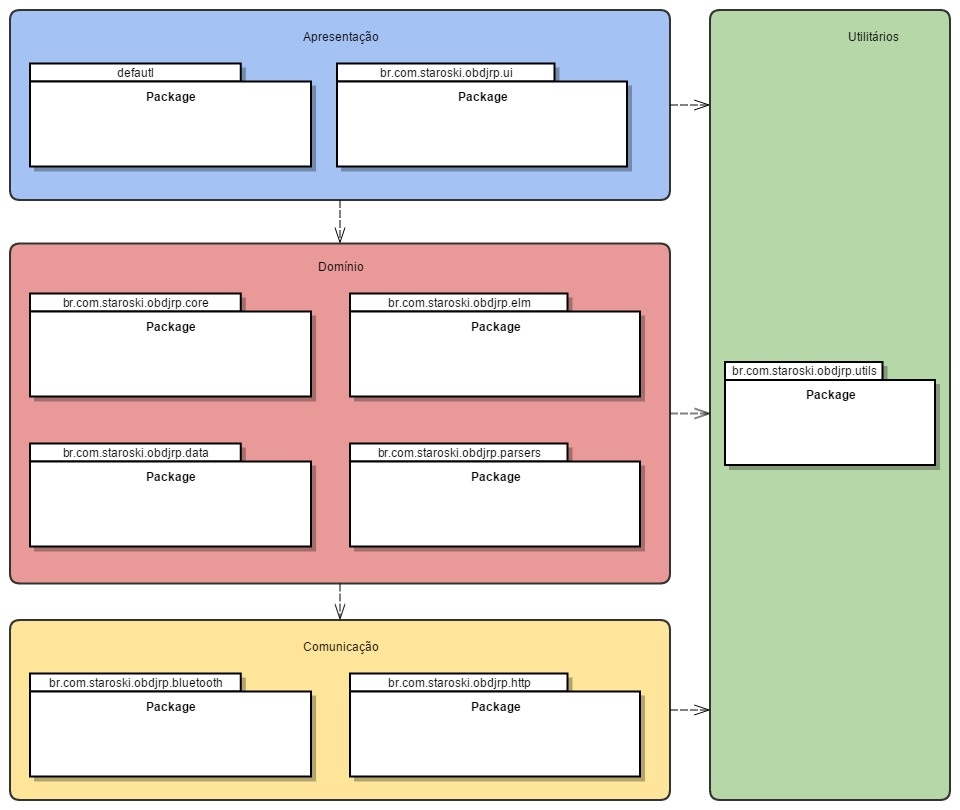 Apresentação
defautl
Package
br.com.staroski.obdjrp.ui
Package
Utilitários
br.com.staroski.obdjrp.utils
Package
Domínio
br.com.staroski.obdjrp.core
Package
br.com.staroski.obdjrp.elm
Package
br.com.staroski.obdjrp.data
Package
br.com.staroski.obdjrp.parsers
Package
Comunicação
br.com.staroski.obdjrp.bluetooth
Package
br.com.staroski.obdjrp.http
Package